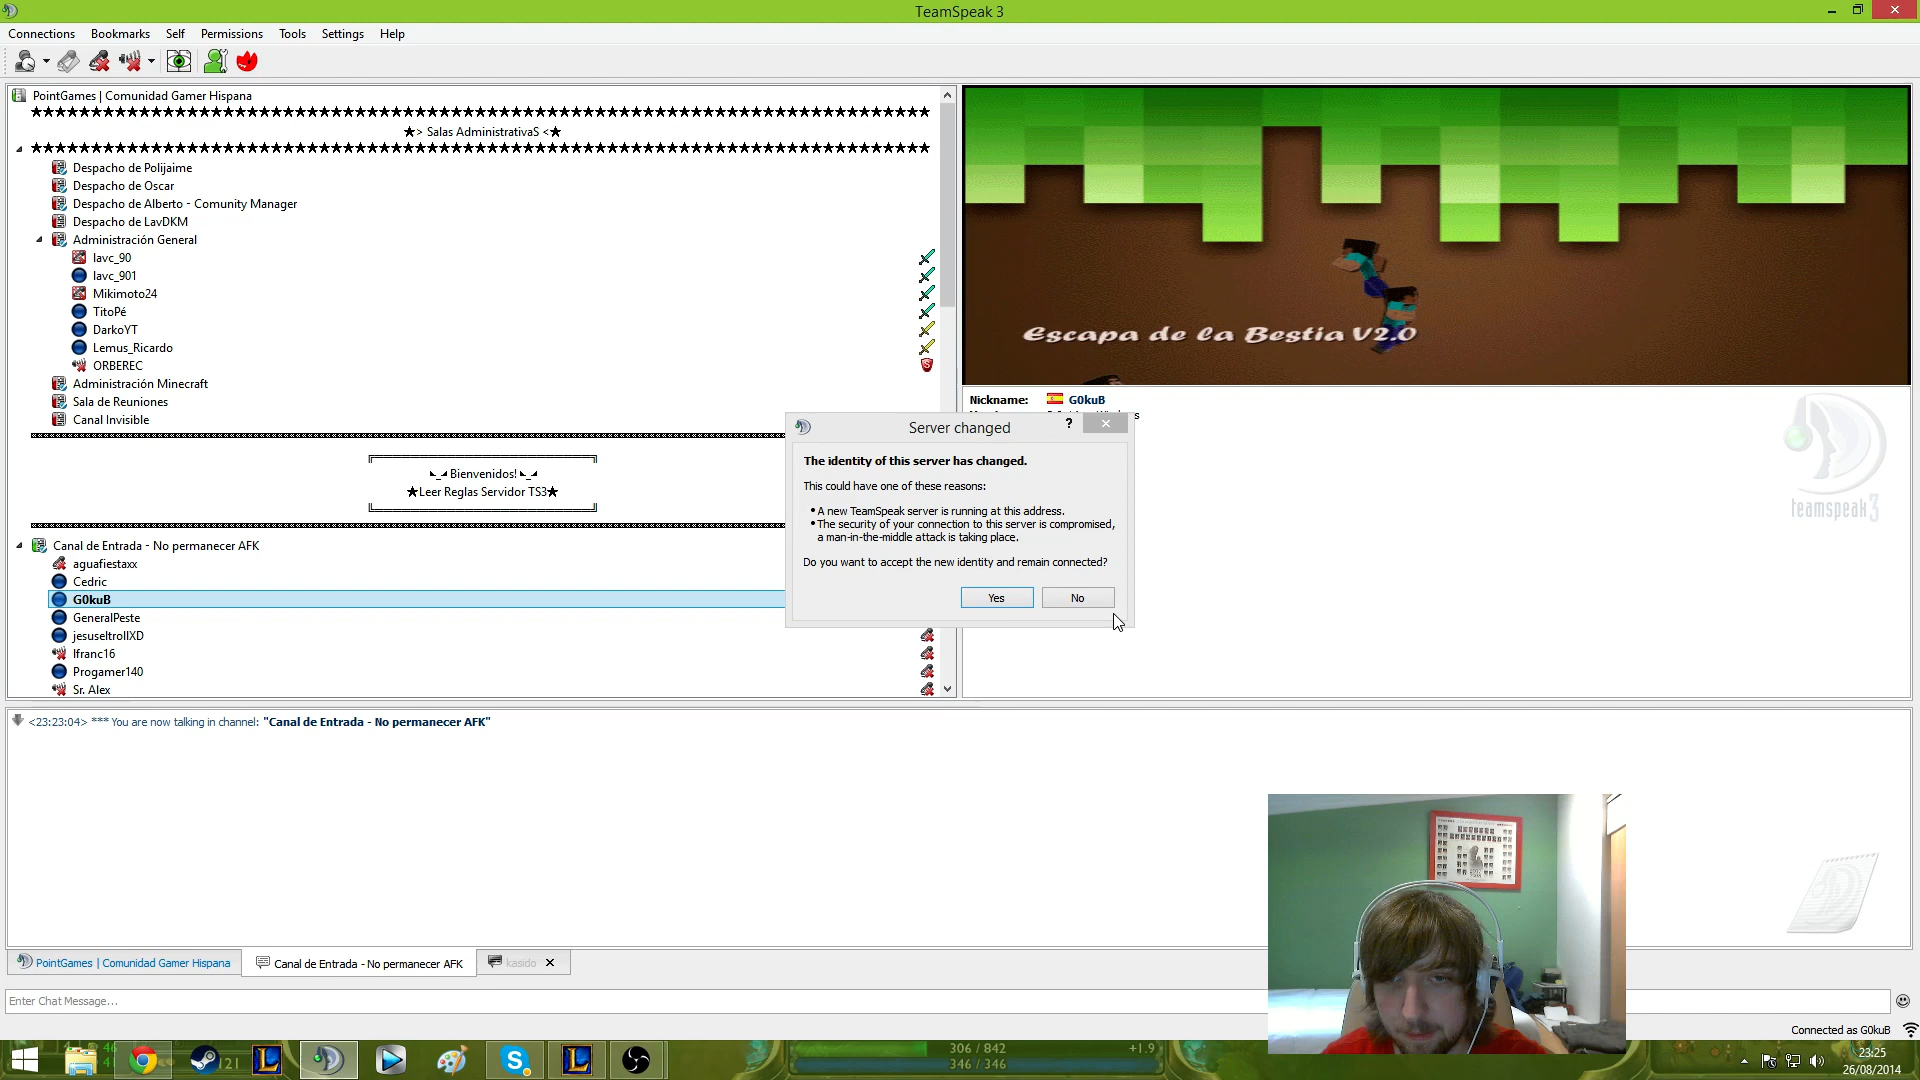 TeamSpeak 3
Connections Bookmarks Self Permissions Tools Settings Help
PointGames | Comunidad Gamer Hispana
★> Salas AdministrativaS <★
Despacho de Polijaime
Despacho de Oscar
Despacho de Alberto - Comunity Manager
Despacho de LavDKM
Administración General
lavc_90
lavc_901
Mikimoto24
TitoPé
DarkoYT
Lemus_Ricardo
ORBEREC
Administración Minecraft
Sala de Reuniones
Canal Invisible
Bienvenidos!
★Leer Reglas Servidor TS3★
Canal de Entrada - No permanecer AFK
aguafiestaxx
Cedric
G0kuB
GeneralPeste
jesuseltrollXD
lfranc16
Progamer140
Sr. Alex
Escapa de la Bestia V2.0
Nickname: G0kuB
teamspeak 3
Server changed
?
The identity of this server has changed.
This could have one of these reasons:
•A new TeamSpeak server is running at this address.
•The security of your connection to this server is compromised,
a man-in-the-middle attack is taking place.
Do you want to accept the new identity and remain connected?
Yes No
<23:23:04> *** You are now talking in channel: "Canal de Entrada - No permanecer AFK"
PointGames | Comunidad Gamer Hispana
Canal de Entrada - No permanecer AFK
kasido
Enter Chat Message...
Connected as G0kuB
46
41
21
306 / 842 +1.9
346 / 346
23:25
26/08/2014